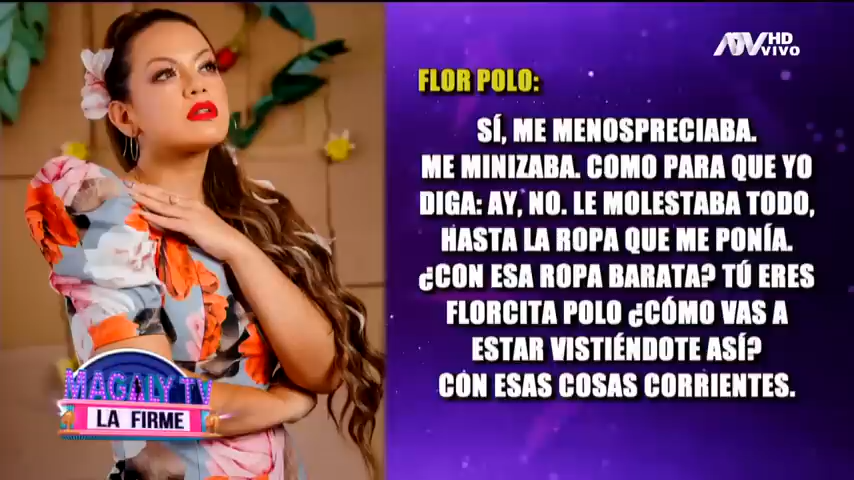 ATV HD
VIVO
FLOR POLO:
SÍ, ME MENOSPRECIABA.
ME MINIZABA. COMO PARA QUE YO
DIGA: AY, NO. LE MOLESTABA TODO,
HASTA LA ROPA QUE ME PONÍA.
¿CON ESA ROPA BARATA? TÚ ERES
FLORCITA POLO ¿CÓMO VAS A
ESTAR VISTIÉNDOTE ASÍ?
CON ESAS COSAS CORRIENTES.
MAGALY TV
LA FIRME